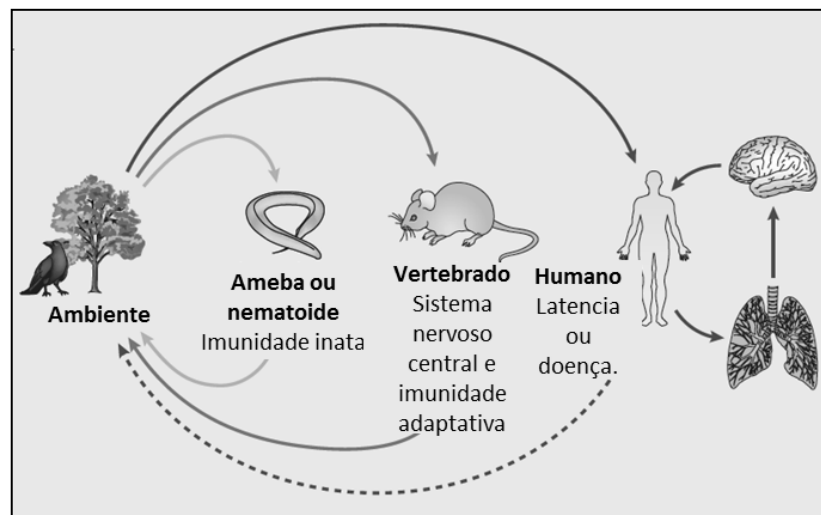 Ambiente
Ameba ou
nematoide
Imunidade inata
Vertebrado
Sistema
nervoso
central e
imunidade
adaptativa
Humano
Latencia
ou
doença.